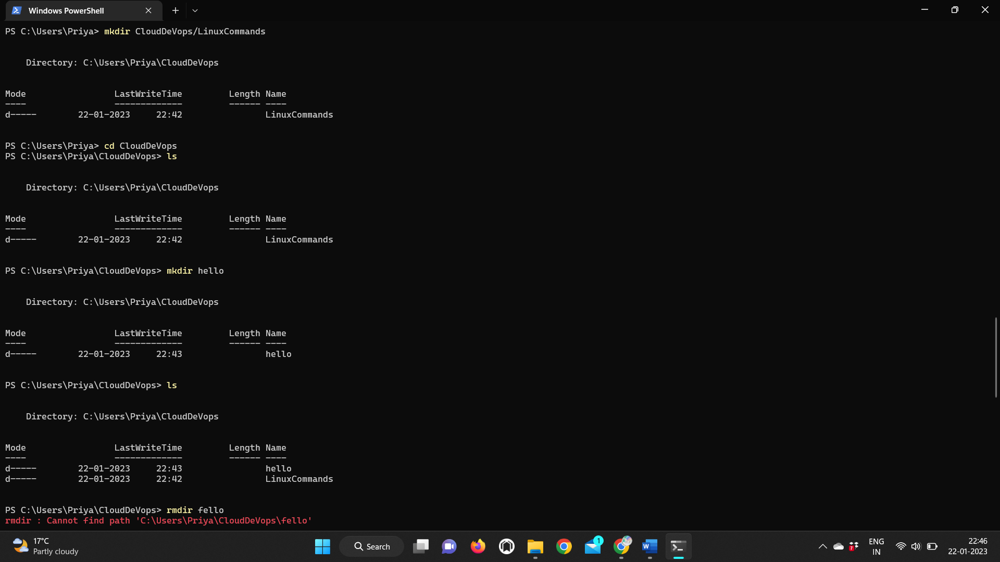 Windows PowerShell
PS C:\Users\Priya> mkdir CloudDeVops/LinuxCommands
Directory: C:\Users\Priya\CloudDeVops
Mode LastWriteTime Length Name
---- ------------- ------ ----
d----- 22-01-2023 22:42 LinuxCommands
PS C:\Users\Priya> cd CloudDeVops
PS C:\Users\Priya\CloudDeVops> ls
Directory: C:\Users\Priya\CloudDeVops
Mode LastWriteTime Length Name
---- ------------- ------ ----
d----- 22-01-2023 22:42 LinuxCommands
PS C:\Users\Priya\CloudDeVops> mkdir hello
Directory: C:\Users\Priya\CloudDeVops
Mode LastWriteTime Length Name
---- ------------- ------ ----
d----- 22-01-2023 22:43 hello
PS C:\Users\Priya\CloudDeVops> ls
Directory: C:\Users\Priya\CloudDeVops
Mode LastWriteTime Length Name
---- ------------- ------ ----
d----- 22-01-2023 22:43 hello
d----- 22-01-2023 22:42 LinuxCommands
PS C:\Users\Priya\CloudDeVops> rmdir fello
rmdir : Cannot find path 'C:\Users\Priya\CloudDeVops\fello'
17°C
Partly cloudy
Search
1
W
7
ENG
IN
22:46
22-01-2023